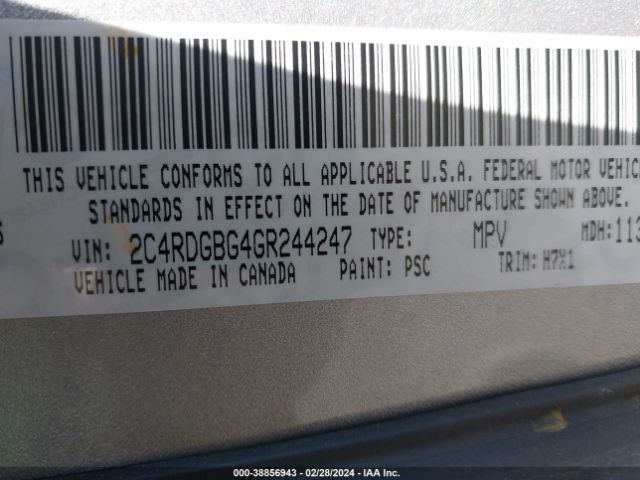 THIS VEHICLE CONFORMS TO ALL APPLICABLE U.S.A. FEDERAL MOTOR VEHIC
STANDARDS IN EFFECT ON THE DATE OF MANUFACTURE SHOWN ABOVE.
VIN: 2C4RDGBG4GR244247 TYPE: MPV MDH:113
VEHICLE MADE IN CANADA PAINT: PSC TRIM: H7X1
000-38856943 - 02/28/2024 - IAA Inc.